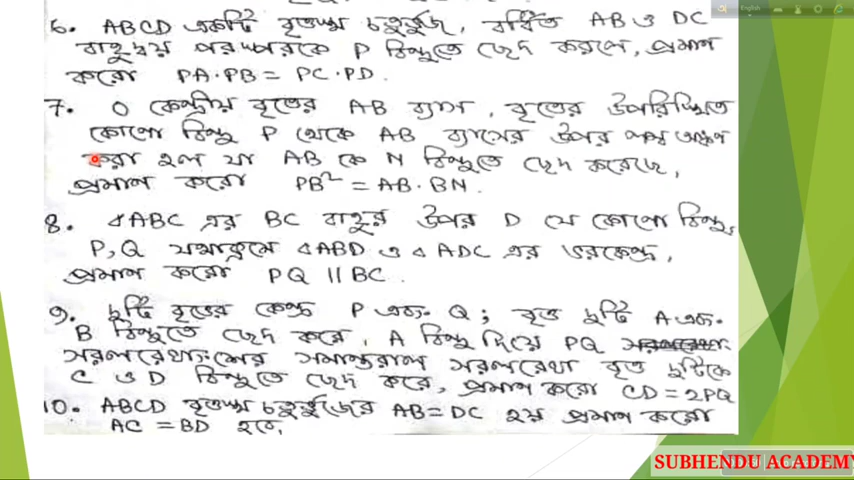 English
6. ABCD একটি বৃত্তস্থ চতুর্ভুজ, বর্ধিত AB ও DC
বাহুদ্বয় পরস্পরকে P বিন্দুতে ছেদ করলে, প্রমাণ
করো PA·PB = PC·PD.
7. O কেন্দ্রীয় বৃত্তের AB ব্যাস, বৃত্তের উপরিস্থিত
কোণো বিন্দু P থেকে AB ব্যাসের উপর লম্ব অঙ্কণ
করা হল যা AB কে N বিন্দুতে ছেদ করেছে,
প্রমাণ করো PB² = AB·BN.
8. ∆ABC এর BC বাহুর উপর D যে কোণো বিন্দু,
P, Q যথাক্রমে ∆ABD ও ∆ADC এর ভরকেন্দ্র,
প্রমাণ করো PQ || BC.
9. দুটি বৃত্তের কেন্দ্র P এবং Q; বৃত্ত দুটি A এবং
B বিন্দুতে ছেদ করে, A বিন্দু দিয়ে PQ
সরলরেখাংশের সমান্তরাল সরলরেখা বৃত্ত দুটিকে
C ও D বিন্দুতে ছেদ করে, প্রমাণ করো CD = 2PQ
10. ABCD বৃত্তস্থ চতুর্ভুজের AB = DC হয় প্রমাণ করো
AC = BD হবে,
SUBHENDU ACADEMY